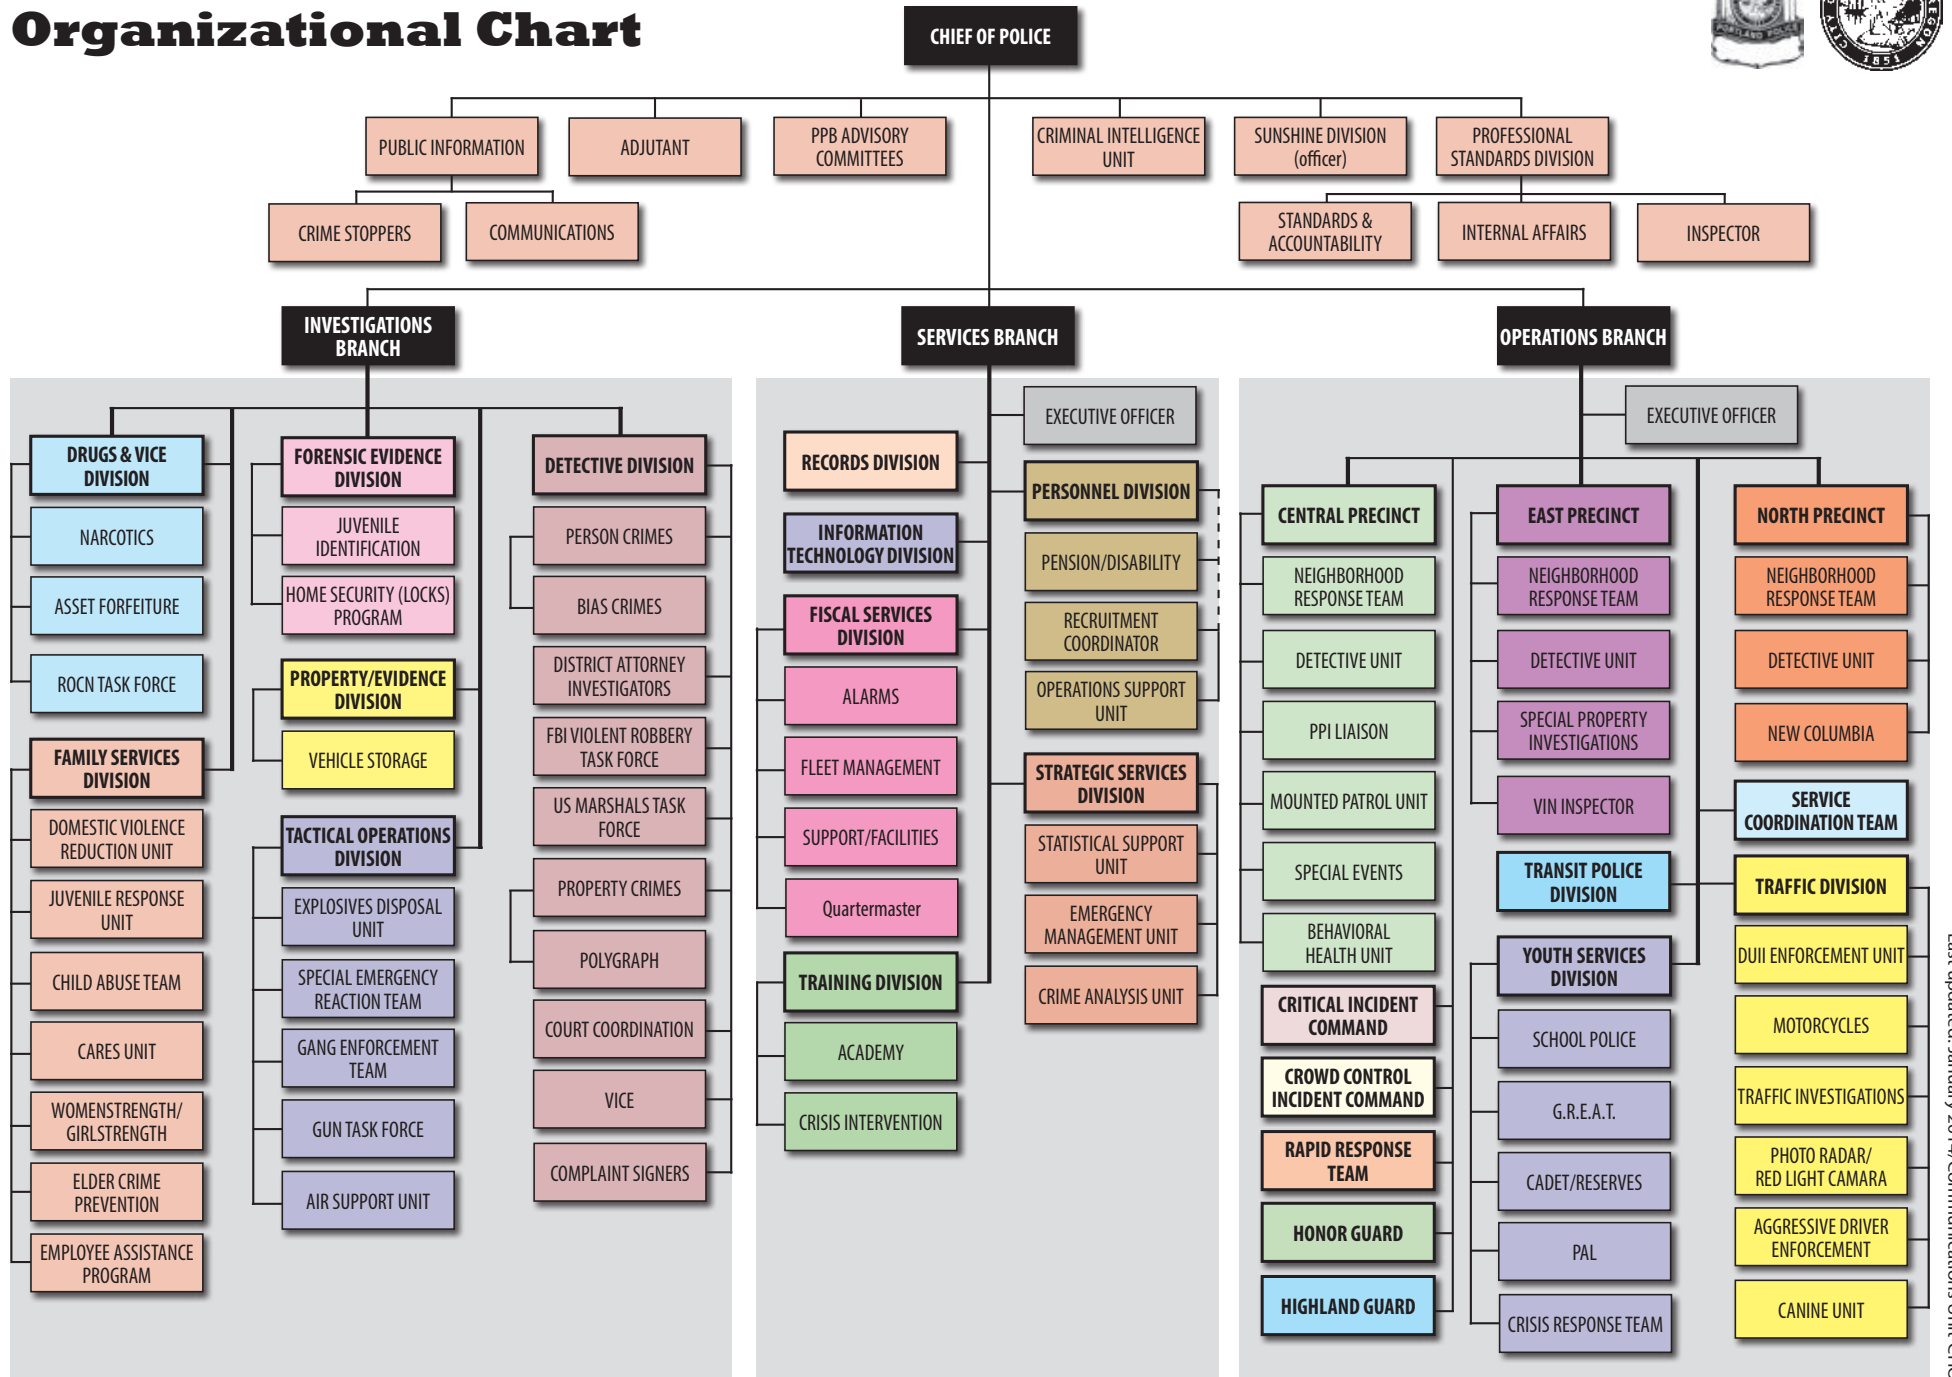 Organizational Chart
CHIEF OF POLICE
PORTLAND POLICE
CITY
REGON
1851
PUBLIC INFORMATION
ADJUTANT
PPB ADVISORY
COMMITTEES
CRIMINAL INTELLIGENCE
UNIT
SUNSHINE DIVISION
(officer)
PROFESSIONAL
STANDARDS DIVISION
CRIME STOPPERS
COMMUNICATIONS
STANDARDS &
ACCOUNTABILITY
INTERNAL AFFAIRS
INSPECTOR
INVESTIGATIONS
BRANCH
SERVICES BRANCH
OPERATIONS BRANCH
DRUGS & VICE
DIVISION
NARCOTICS
ASSET FORFEITURE
ROCN TASK FORCE
FAMILY SERVICES
DIVISION
DOMESTIC VIOLENCE
REDUCTION UNIT
JUVENILE RESPONSE
UNIT
CHILD ABUSE TEAM
CARES UNIT
WOMENSTRENGTH/
GIRLSTRENGTH
ELDER CRIME
PREVENTION
EMPLOYEE ASSISTANCE
PROGRAM
FORENSIC EVIDENCE
DIVISION
JUVENILE
IDENTIFICATION
HOME SECURITY (LOCKS)
PROGRAM
PROPERTY/EVIDENCE
DIVISION
VEHICLE STORAGE
TACTICAL OPERATIONS
DIVISION
EXPLOSIVES DISPOSAL
UNIT
SPECIAL EMERGENCY
REACTION TEAM
GANG ENFORCEMENT
TEAM
GUN TASK FORCE
AIR SUPPORT UNIT
DETECTIVE DIVISION
PERSON CRIMES
BIAS CRIMES
DISTRICT ATTORNEY
INVESTIGATORS
FBI VIOLENT ROBBERY
TASK FORCE
US MARSHALS TASK
FORCE
PROPERTY CRIMES
POLYGRAPH
COURT COORDINATION
VICE
COMPLAINT SIGNERS
RECORDS DIVISION
INFORMATION
TECHNOLOGY DIVISION
FISCAL SERVICES
DIVISION
ALARMS
FLEET MANAGEMENT
SUPPORT/FACILITIES
Quartermaster
TRAINING DIVISION
ACADEMY
CRISIS INTERVENTION
EXECUTIVE OFFICER
PERSONNEL DIVISION
PENSION/DISABILITY
RECRUITMENT
COORDINATOR
OPERATIONS SUPPORT
UNIT
STRATEGIC SERVICES
DIVISION
STATISTICAL SUPPORT
UNIT
EMERGENCY
MANAGEMENT UNIT
CRIME ANALYSIS UNIT
EXECUTIVE OFFICER
CENTRAL PRECINCT
NEIGHBORHOOD
RESPONSE TEAM
DETECTIVE UNIT
PPI LIAISON
MOUNTED PATROL UNIT
SPECIAL EVENTS
BEHAVIORAL
HEALTH UNIT
CRITICAL INCIDENT
COMMAND
CROWD CONTROL
INCIDENT COMMAND
RAPID RESPONSE
TEAM
HONOR GUARD
HIGHLAND GUARD
EAST PRECINCT
NEIGHBORHOOD
RESPONSE TEAM
DETECTIVE UNIT
SPECIAL PROPERTY
INVESTIGATIONS
VIN INSPECTOR
TRANSIT POLICE
DIVISION
YOUTH SERVICES
DIVISION
SCHOOL POLICE
G.R.E.A.T.
CADET/RESERVES
PAL
CRISIS RESPONSE TEAM
NORTH PRECINCT
NEIGHBORHOOD
RESPONSE TEAM
DETECTIVE UNIT
NEW COLUMBIA
SERVICE
COORDINATION TEAM
TRAFFIC DIVISION
DUII ENFORCEMENT UNIT
MOTORCYCLES
TRAFFIC INVESTIGATIONS
PHOTO RADAR/
RED LIGHT CAMARA
AGGRESSIVE DRIVER
ENFORCEMENT
CANINE UNIT